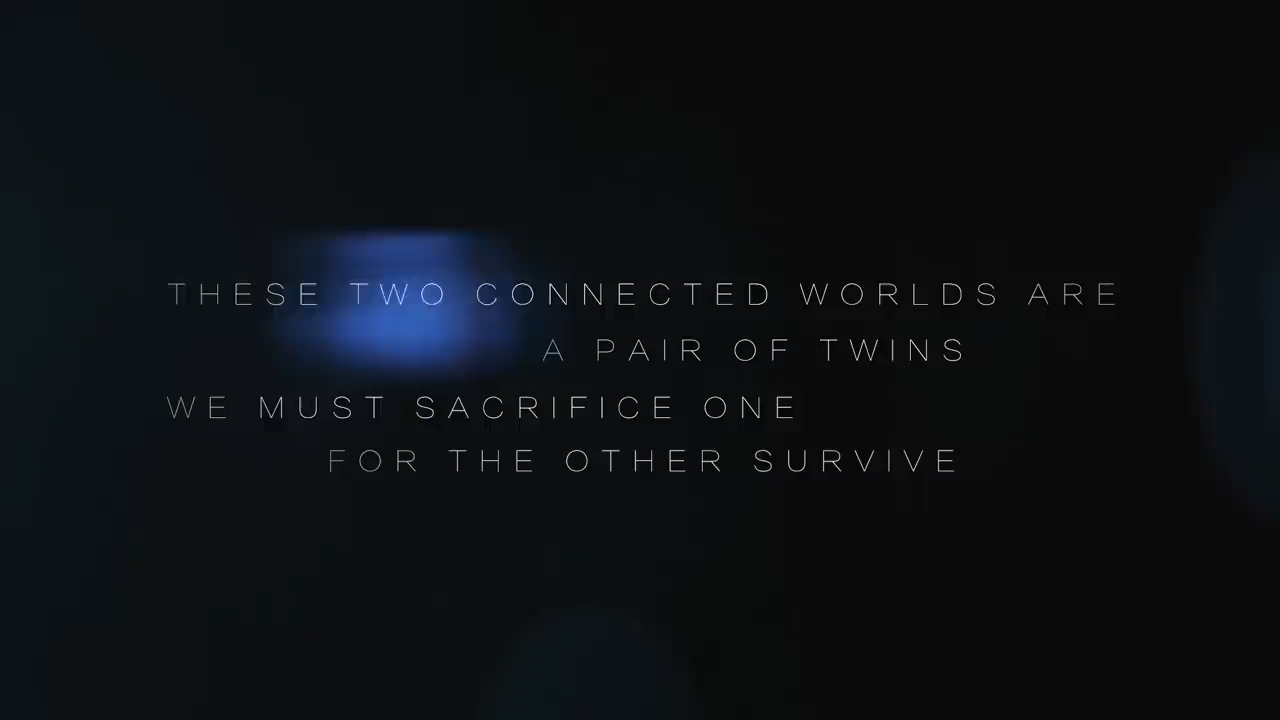 THESE TWO CONNECTED WORLDS ARE
A PAIR OF TWINS
WE MUST SACRIFICE ONE
FOR THE OTHER SURVIVE